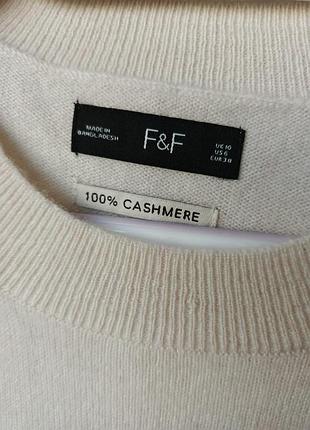 MADE IN
BANGLADESH
F&F
UK 10
US 6
EUR 38
100% CASHMERE